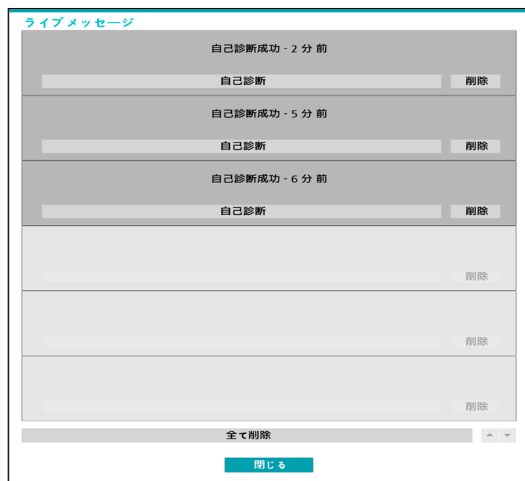 ライブメッセージ
自己診断成功 - 2 分 前
自己診断 削除
自己診断成功 - 5 分 前
自己診断 削除
自己診断成功 - 6 分 前
自己診断 削除
削除
削除
削除
全て削除
閉じる